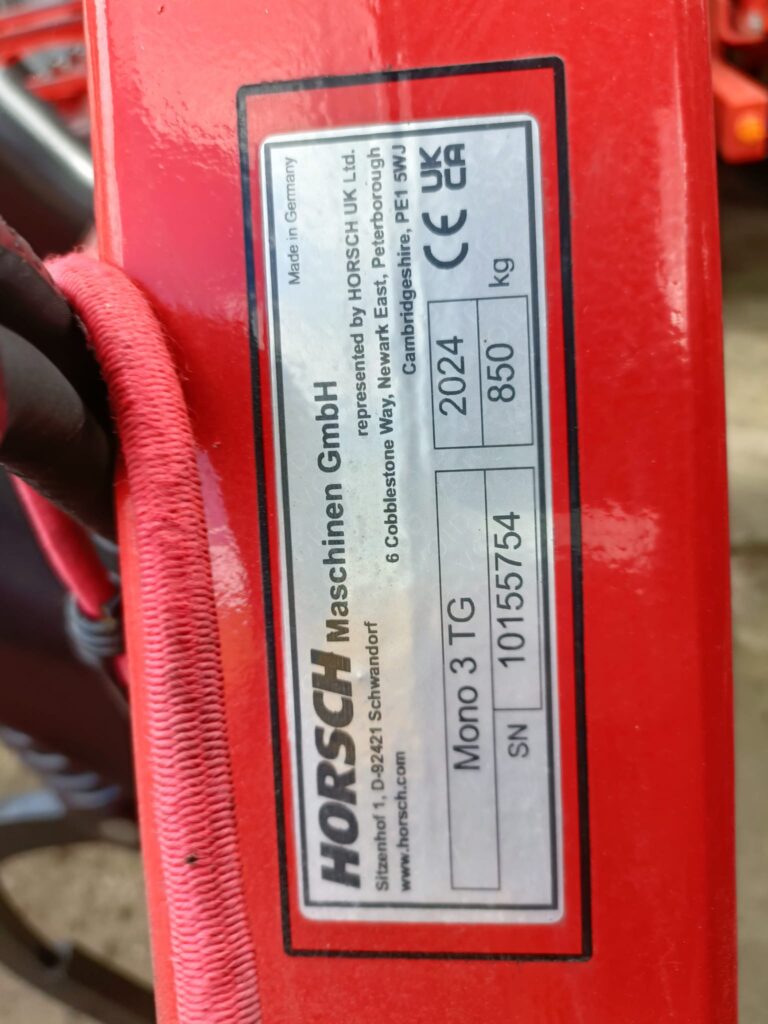 Made in Germany
HORSCH Maschinen GmbH
Sitzenhof 1, D-92421 Schwandorf
www.horsch.com
represented by HORSCH UK Ltd.
6 Cobblestone Way, Newark East, Peterborough
Cambridgeshire, PE1 5WJ
Mono 3 TG
2024
CE UK CA
SN 10155754
850 kg